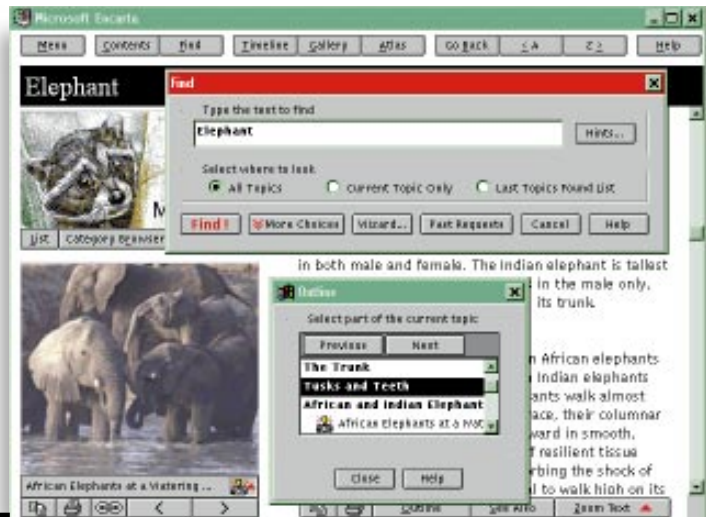 Microsoft Encarta
Menu Contents Find Timeline Gallery Atlas Go Back < A Z > Help
Elephant
Find
Type the text to find
Elephant
Hints...
Select where to look
All Topics Current Topic Only Last Topics Found List
Find! More Choices Wizard... Past Requests Cancel Help
List Category Browser
in both male and female. The Indian elephant is tallest
in the male only,
its trunk.
Outline
Select part of the current topic
Previous Next
The Trunk
Tusks and Teeth
African and Indian Elephant
African Elephants at a Wat
Close Help
African elephants
Indian elephants
ants walk almost
ace, their columnar
ward in smooth,
f resilient tissue
rbing the shock of
l to walk high on its
African Elephants at a Watering ...
< >
Outline See Also Zoom Text